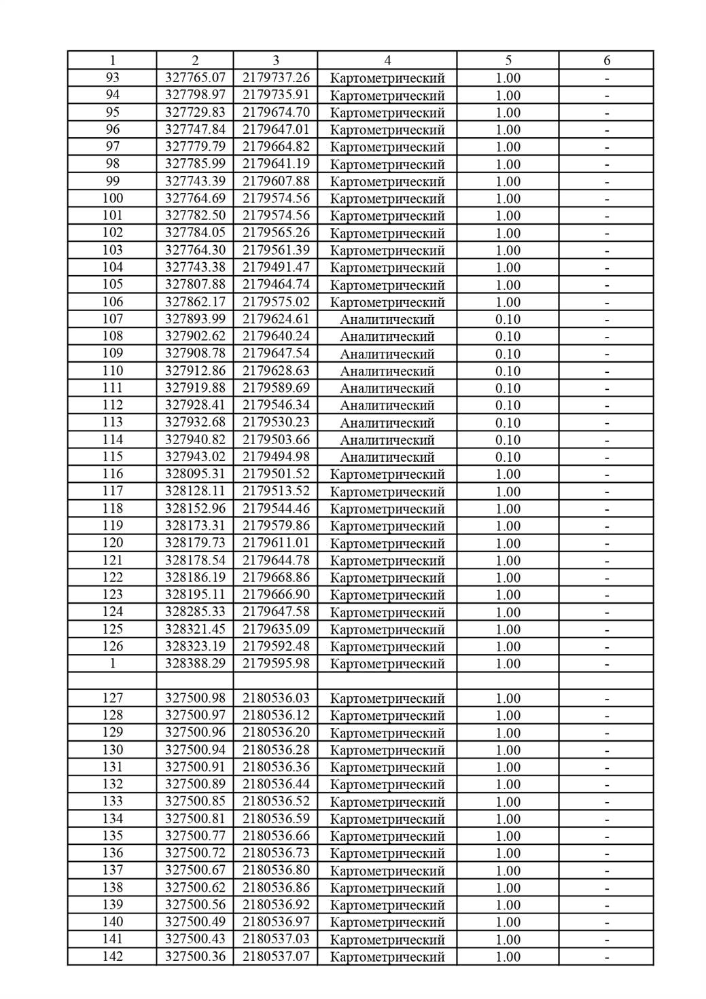 1 2 3 4 5 6
93 327765.07 2179737.26 Картометрический 1.00 -
94 327798.97 2179735.91 Картометрический 1.00 -
95 327729.83 2179674.70 Картометрический 1.00 -
96 327747.84 2179647.01 Картометрический 1.00 -
97 327779.79 2179664.82 Картометрический 1.00 -
98 327785.99 2179641.19 Картометрический 1.00 -
99 327743.39 2179607.88 Картометрический 1.00 -
100 327764.69 2179574.56 Картометрический 1.00 -
101 327782.50 2179574.56 Картометрический 1.00 -
102 327784.05 2179565.26 Картометрический 1.00 -
103 327764.30 2179561.39 Картометрический 1.00 -
104 327743.38 2179491.47 Картометрический 1.00 -
105 327807.88 2179464.74 Картометрический 1.00 -
106 327862.17 2179575.02 Картометрический 1.00 -
107 327893.99 2179624.61 Аналитический 0.10 -
108 327902.62 2179640.24 Аналитический 0.10 -
109 327908.78 2179647.54 Аналитический 0.10 -
110 327912.86 2179628.63 Аналитический 0.10 -
111 327919.88 2179589.69 Аналитический 0.10 -
112 327928.41 2179546.34 Аналитический 0.10 -
113 327932.68 2179530.23 Аналитический 0.10 -
114 327940.82 2179503.66 Аналитический 0.10 -
115 327943.02 2179494.98 Аналитический 0.10 -
116 328095.31 2179501.52 Картометрический 1.00 -
117 328128.11 2179513.52 Картометрический 1.00 -
118 328152.96 2179544.46 Картометрический 1.00 -
119 328173.31 2179579.86 Картометрический 1.00 -
120 328179.73 2179611.01 Картометрический 1.00 -
121 328178.54 2179644.78 Картометрический 1.00 -
122 328186.19 2179668.86 Картометрический 1.00 -
123 328195.11 2179666.90 Картометрический 1.00 -
124 328285.33 2179647.58 Картометрический 1.00 -
125 328321.45 2179635.09 Картометрический 1.00 -
126 328323.19 2179592.48 Картометрический 1.00 -
1 328388.29 2179595.98 Картометрический 1.00 -
127 327500.98 2180536.03 Картометрический 1.00 -
128 327500.97 2180536.12 Картометрический 1.00 -
129 327500.96 2180536.20 Картометрический 1.00 -
130 327500.94 2180536.28 Картометрический 1.00 -
131 327500.91 2180536.36 Картометрический 1.00 -
132 327500.89 2180536.44 Картометрический 1.00 -
133 327500.85 2180536.52 Картометрический 1.00 -
134 327500.81 2180536.59 Картометрический 1.00 -
135 327500.77 2180536.66 Картометрический 1.00 -
136 327500.72 2180536.73 Картометрический 1.00 -
137 327500.67 2180536.80 Картометрический 1.00 -
138 327500.62 2180536.86 Картометрический 1.00 -
139 327500.56 2180536.92 Картометрический 1.00 -
140 327500.49 2180536.97 Картометрический 1.00 -
141 327500.43 2180537.03 Картометрический 1.00 -
142 327500.36 2180537.07 Картометрический 1.00 -